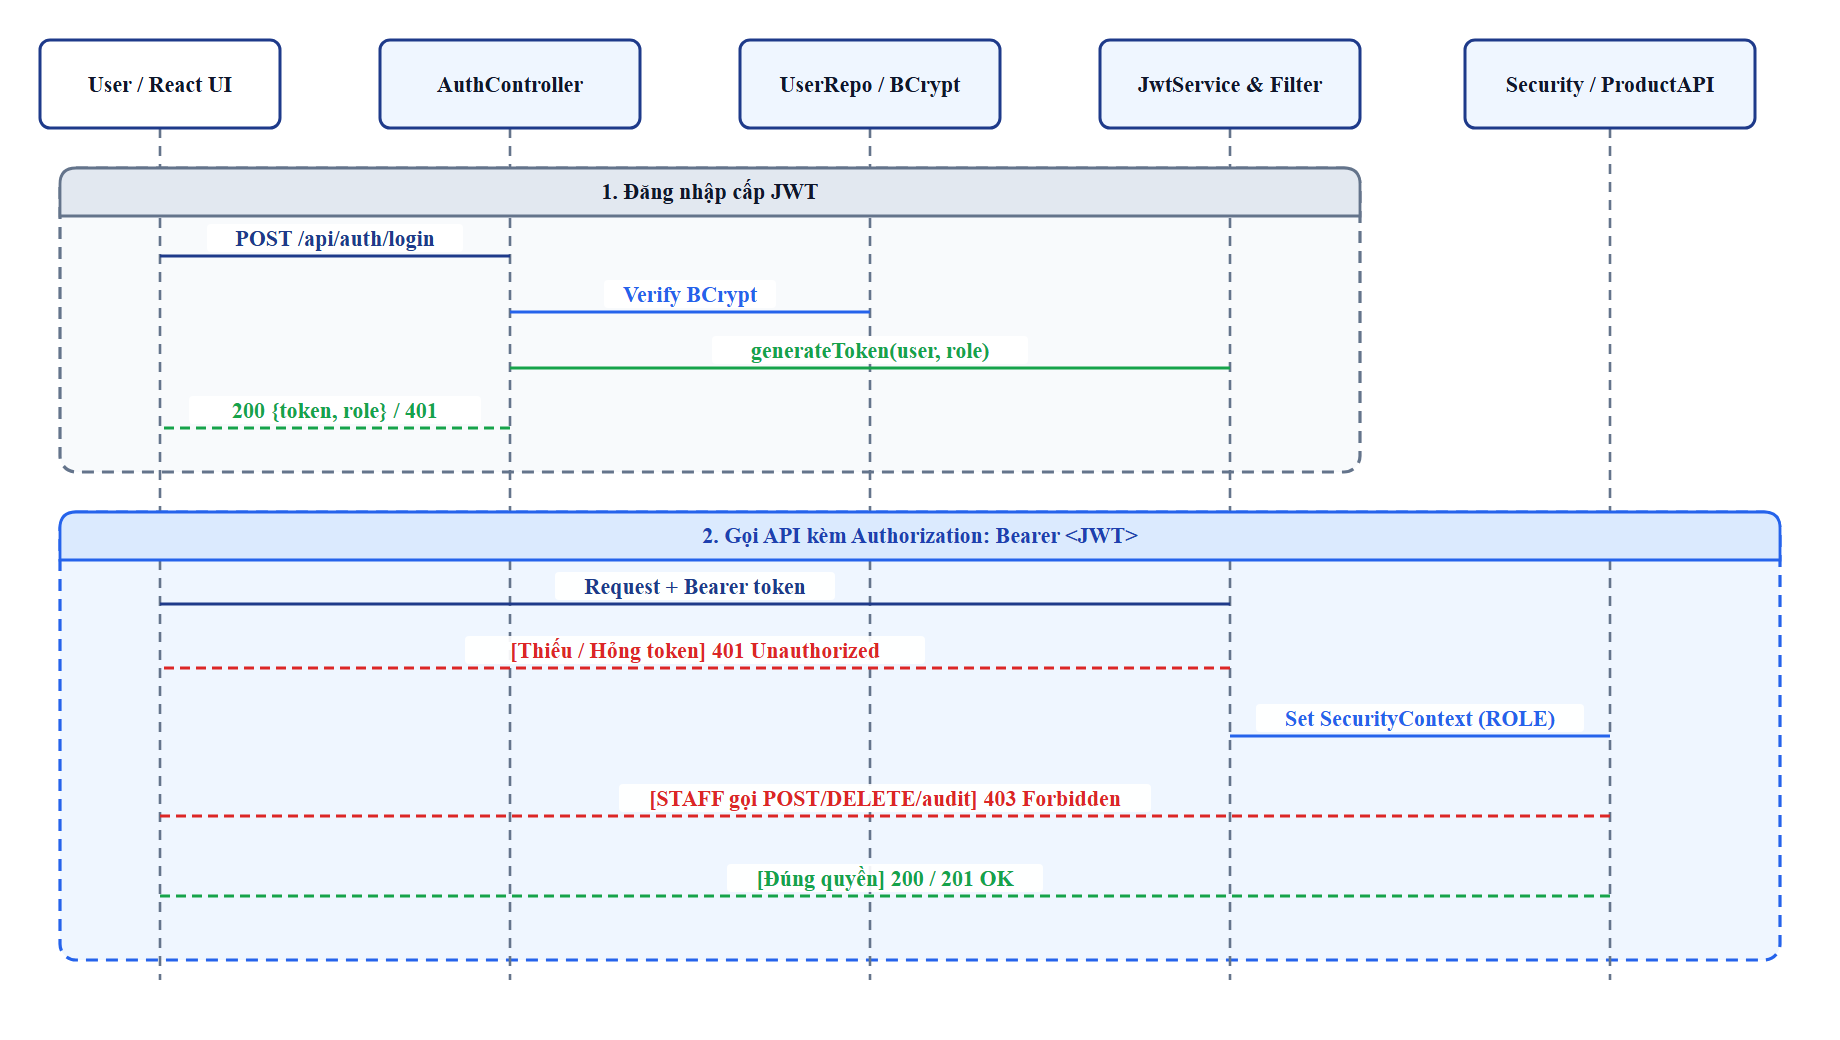 User / React UI
AuthController
UserRepo / BCrypt
JwtService & Filter
Security / ProductAPI
1. Đăng nhập cấp JWT
POST /api/auth/login
Verify BCrypt
generateToken(user, role)
200 {token, role} / 401
2. Gọi API kèm Authorization: Bearer <JWT>
Request + Bearer token
[Thiếu / Hỏng token] 401 Unauthorized
Set SecurityContext (ROLE)
[STAFF gọi POST/DELETE/audit] 403 Forbidden
[Đúng quyền] 200 / 201 OK